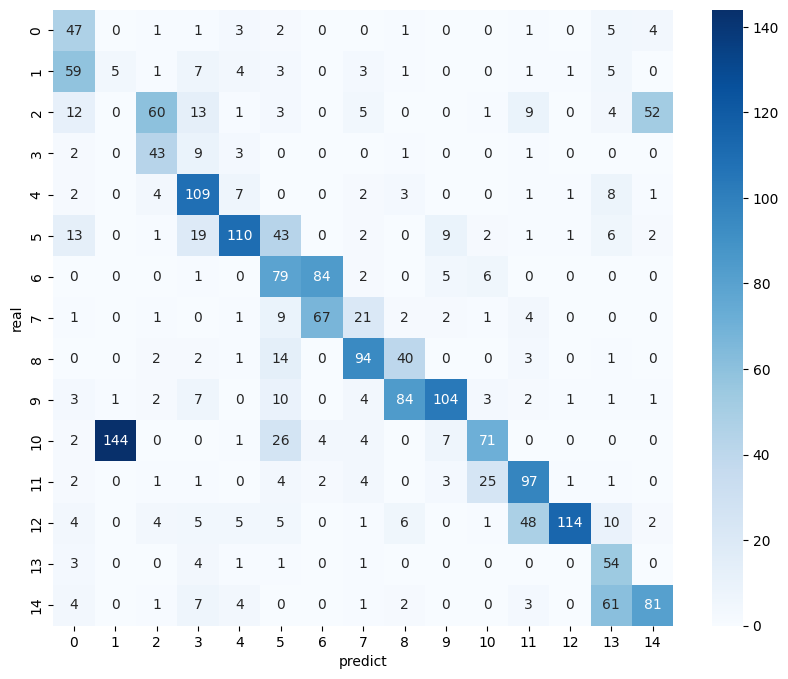 0 47 0 1 1 3 2 0 0 1 0 0 1 0 5 4
1 59 5 1 7 4 3 0 3 1 0 0 1 1 5 0
2 12 0 60 13 1 3 0 5 0 0 1 9 0 4 52
3 2 0 43 9 3 0 0 0 1 0 0 1 0 0 0
4 2 0 4 109 7 0 0 2 3 0 0 1 1 8 1
5 13 0 1 19 110 43 0 2 0 9 2 1 1 6 2
6 0 0 0 1 0 79 84 2 0 5 6 0 0 0 0
7 1 0 1 0 1 9 67 21 2 2 1 4 0 0 0
8 0 0 2 2 1 14 0 94 40 0 0 3 0 1 0
9 3 1 2 7 0 10 0 4 84 104 3 2 1 1 1
10 2 144 0 0 1 26 4 4 0 7 71 0 0 0 0
11 2 0 1 1 0 4 2 4 0 3 25 97 1 1 0
12 4 0 4 5 5 5 0 1 6 0 1 48 114 10 2
13 3 0 0 4 1 1 0 1 0 0 0 0 0 54 0
14 4 0 1 7 4 0 0 1 2 0 0 3 0 61 81
0 1 2 3 4 5 6 7 8 9 10 11 12 13 14
predict
real
140
120
100
80
60
40
20
0